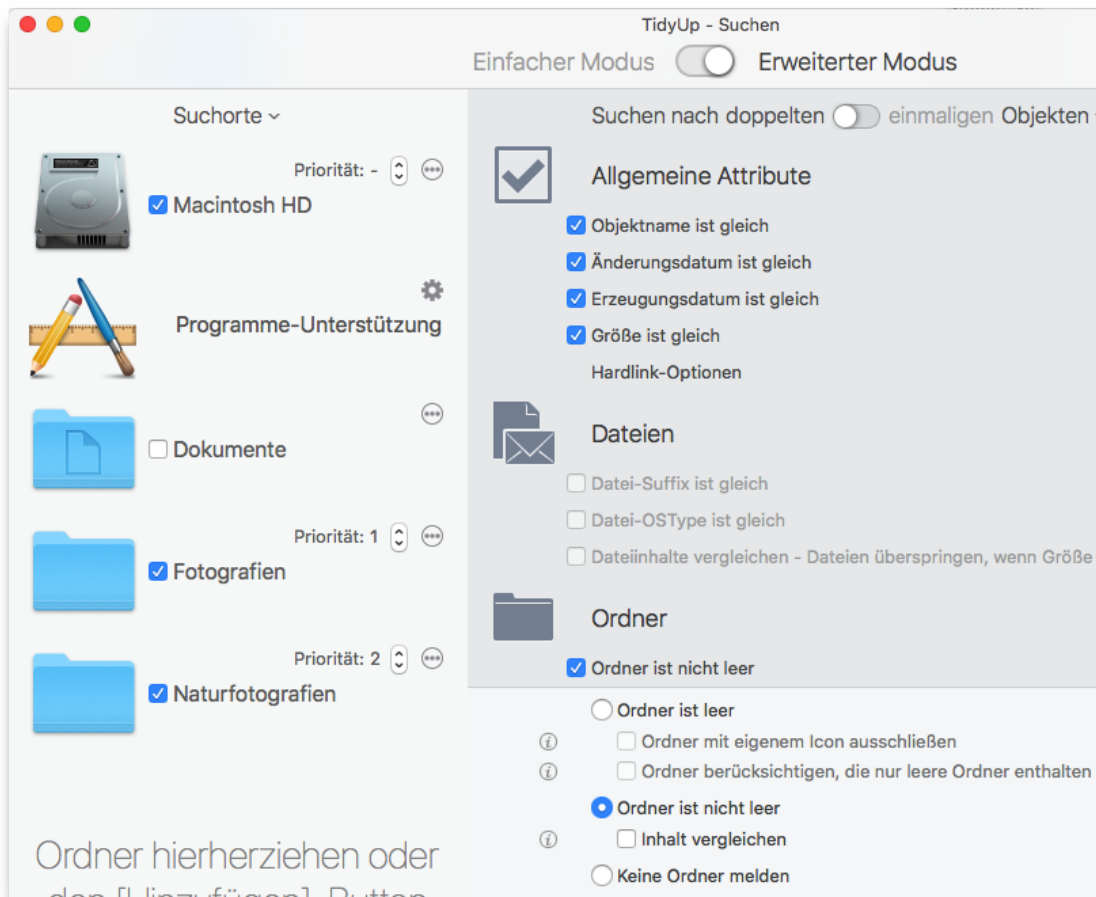 TidyUp - Suchen
Einfacher Modus Erweiterter Modus
Suchorte
Priorität: -
Macintosh HD
Programme-Unterstützung
Dokumente
Priorität: 1
Fotografien
Priorität: 2
Naturfotografien
Ordner hierherziehen oder
den [Hinzufügen]-Button
Suchen nach doppelten einmaligen Objekten
Allgemeine Attribute
Objektname ist gleich
Änderungsdatum ist gleich
Erzeugungsdatum ist gleich
Größe ist gleich
Hardlink-Optionen
Dateien
Datei-Suffix ist gleich
Datei-OSType ist gleich
Dateiinhalte vergleichen - Dateien überspringen, wenn Größe
Ordner
Ordner ist nicht leer
Ordner ist leer
Ordner mit eigenem Icon ausschließen
Ordner berücksichtigen, die nur leere Ordner enthalten
Ordner ist nicht leer
Inhalt vergleichen
Keine Ordner melden